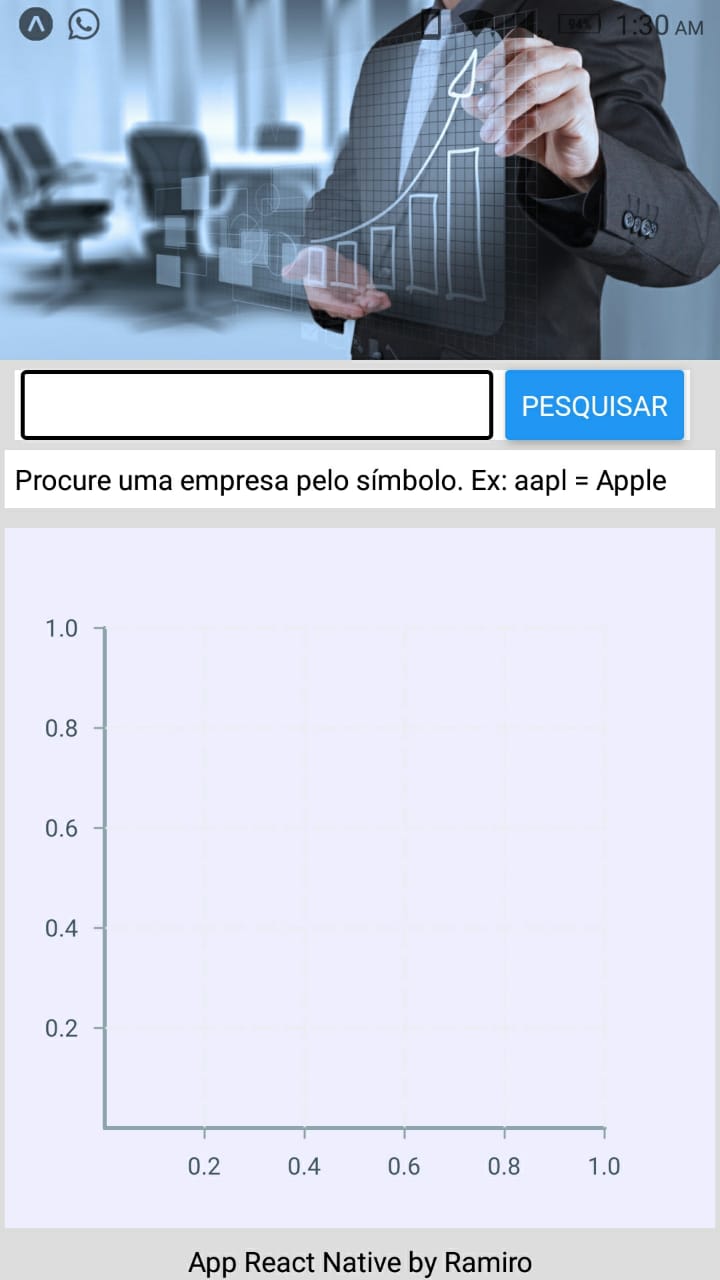 94% 1:30 AM
PESQUISAR
Procure uma empresa pelo símbolo. Ex: aapl = Apple
1.0
0.8
0.6
0.4
0.2
0.2 0.4 0.6 0.8 1.0
App React Native by Ramiro